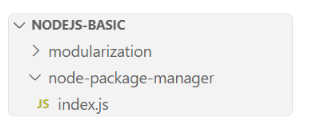 NODEJS-BASIC
modularization
node-package-manager
JS index.js